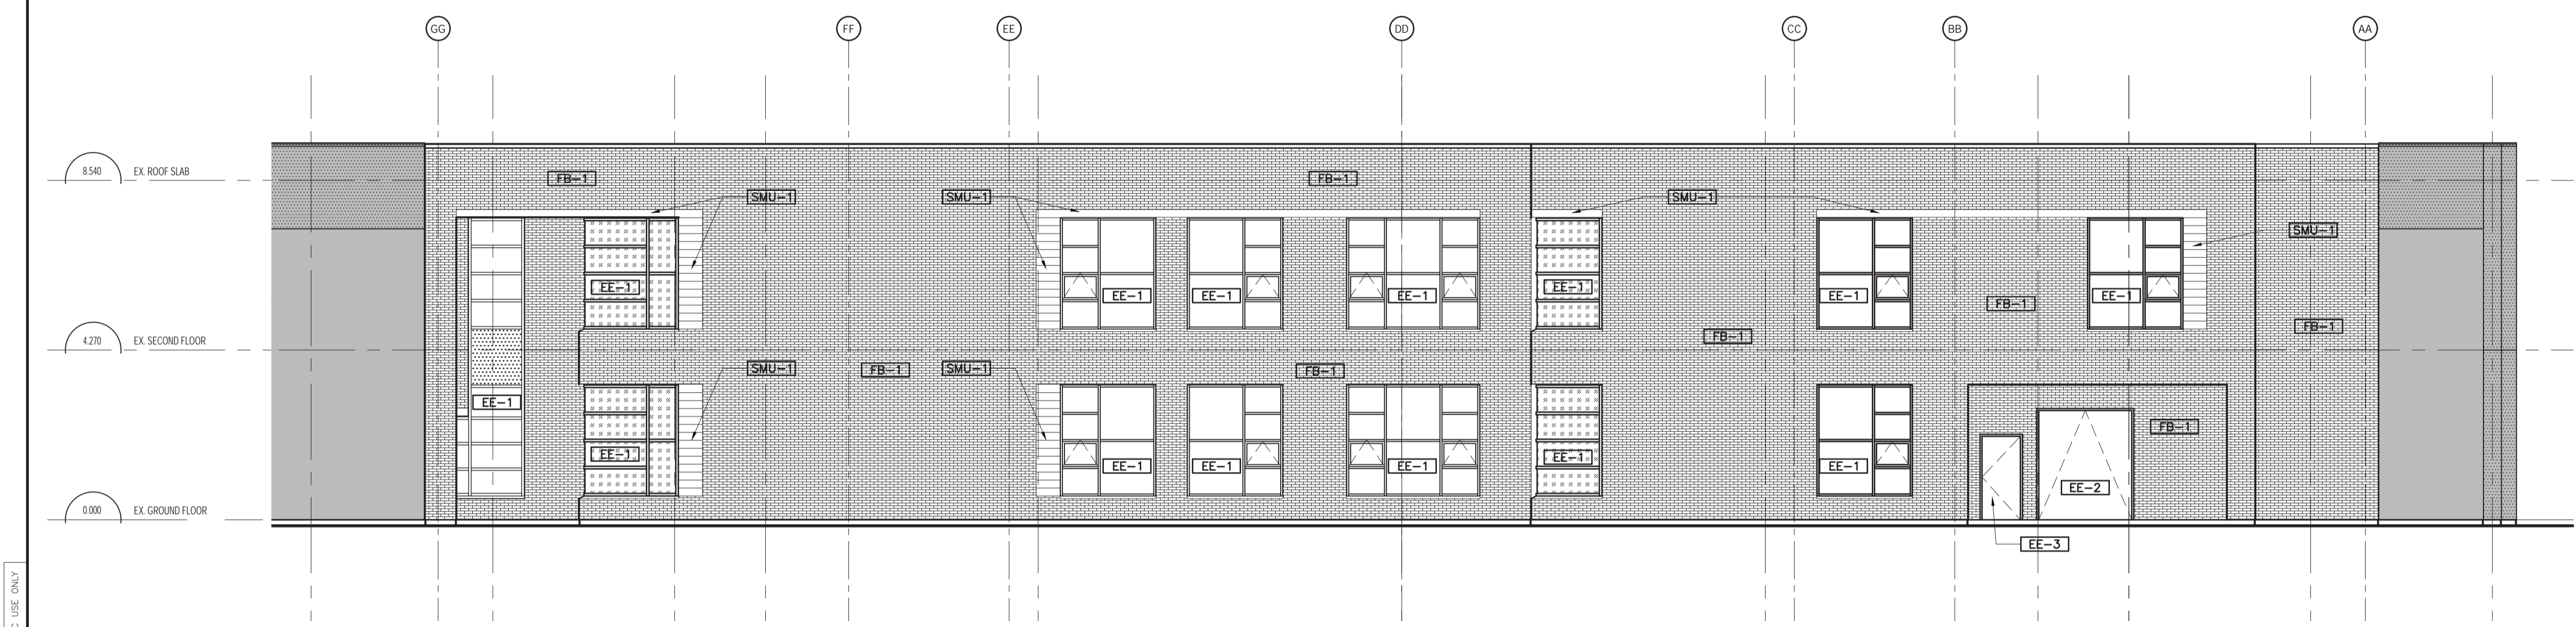 GG
FF
EE
DD
CC
BB
AA
8.540 EX. ROOF SLAB
FB-1
FB-1
SMU-1
SMU-1
SMU-1
SMU-1
EE-1
EE-1
EE-1
EE-1
EE-1
EE-1
EE-1
FB-1
FB-1
FB-1
4.270 EX. SECOND FLOOR
SMU-1
FB-1
SMU-1
FB-1
EE-1
EE-1
EE-1
EE-1
EE-1
EE-1
EE-1
FB-1
EE-2
0.000 EX. GROUND FLOOR
EE-3
USE ONLY